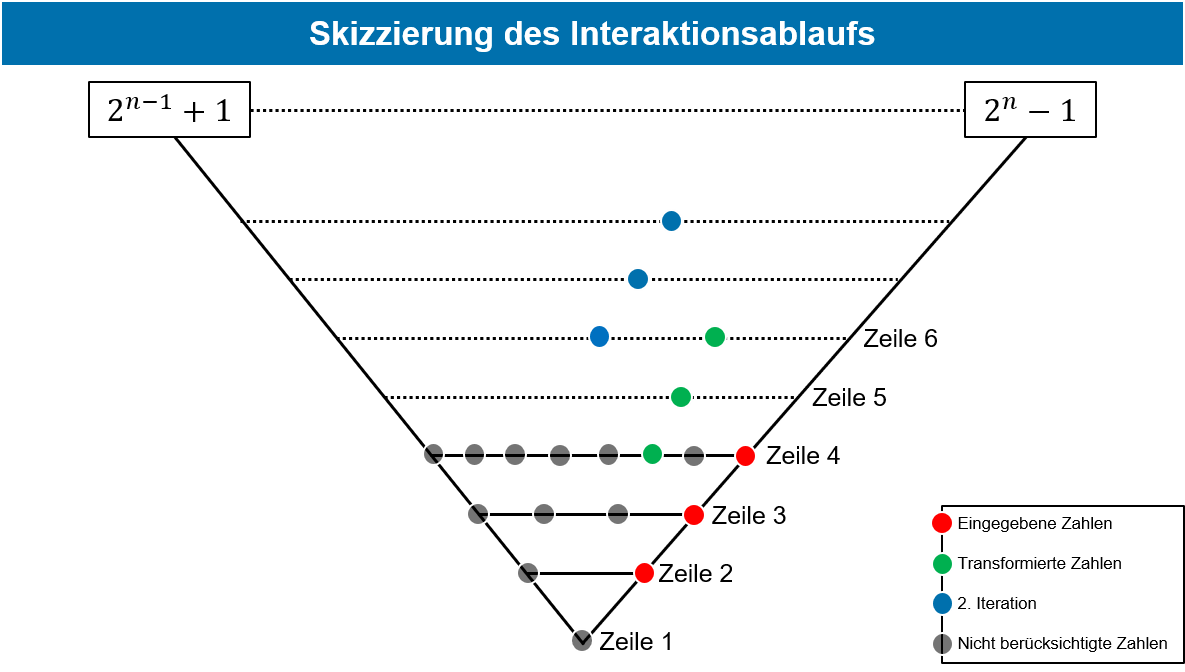 Skizzierung des Interaktionsablaufs
2^{n−1} + 1
2^n − 1
Zeile 6
Zeile 5
Zeile 4
Zeile 3
Zeile 2
Zeile 1
Eingegebene Zahlen
Transformierte Zahlen
2. Iteration
Nicht berücksichtigte Zahlen